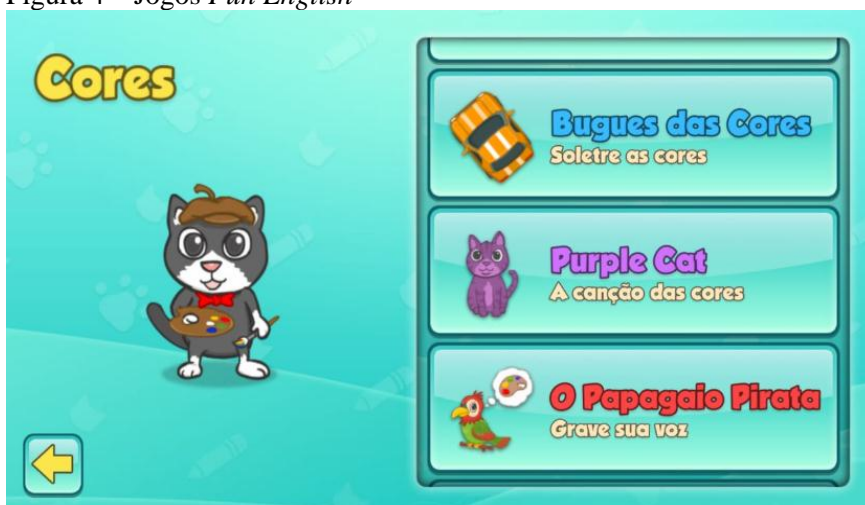 Figura 4 – Jogos Fun English
Cores
Bugues das Cores
Soletre as cores
Purple Cat
A canção das cores
O Papagaio Pirata
Grave sua voz